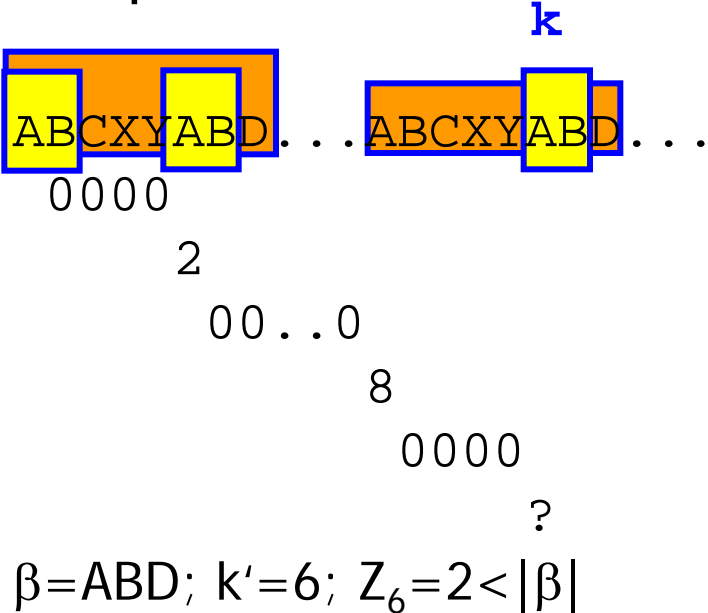 k
ABCXYABD...ABCXYABD...
0000
2
00..0
8
0000
?
β=ABD; k‘=6; Z₆=2<|β|